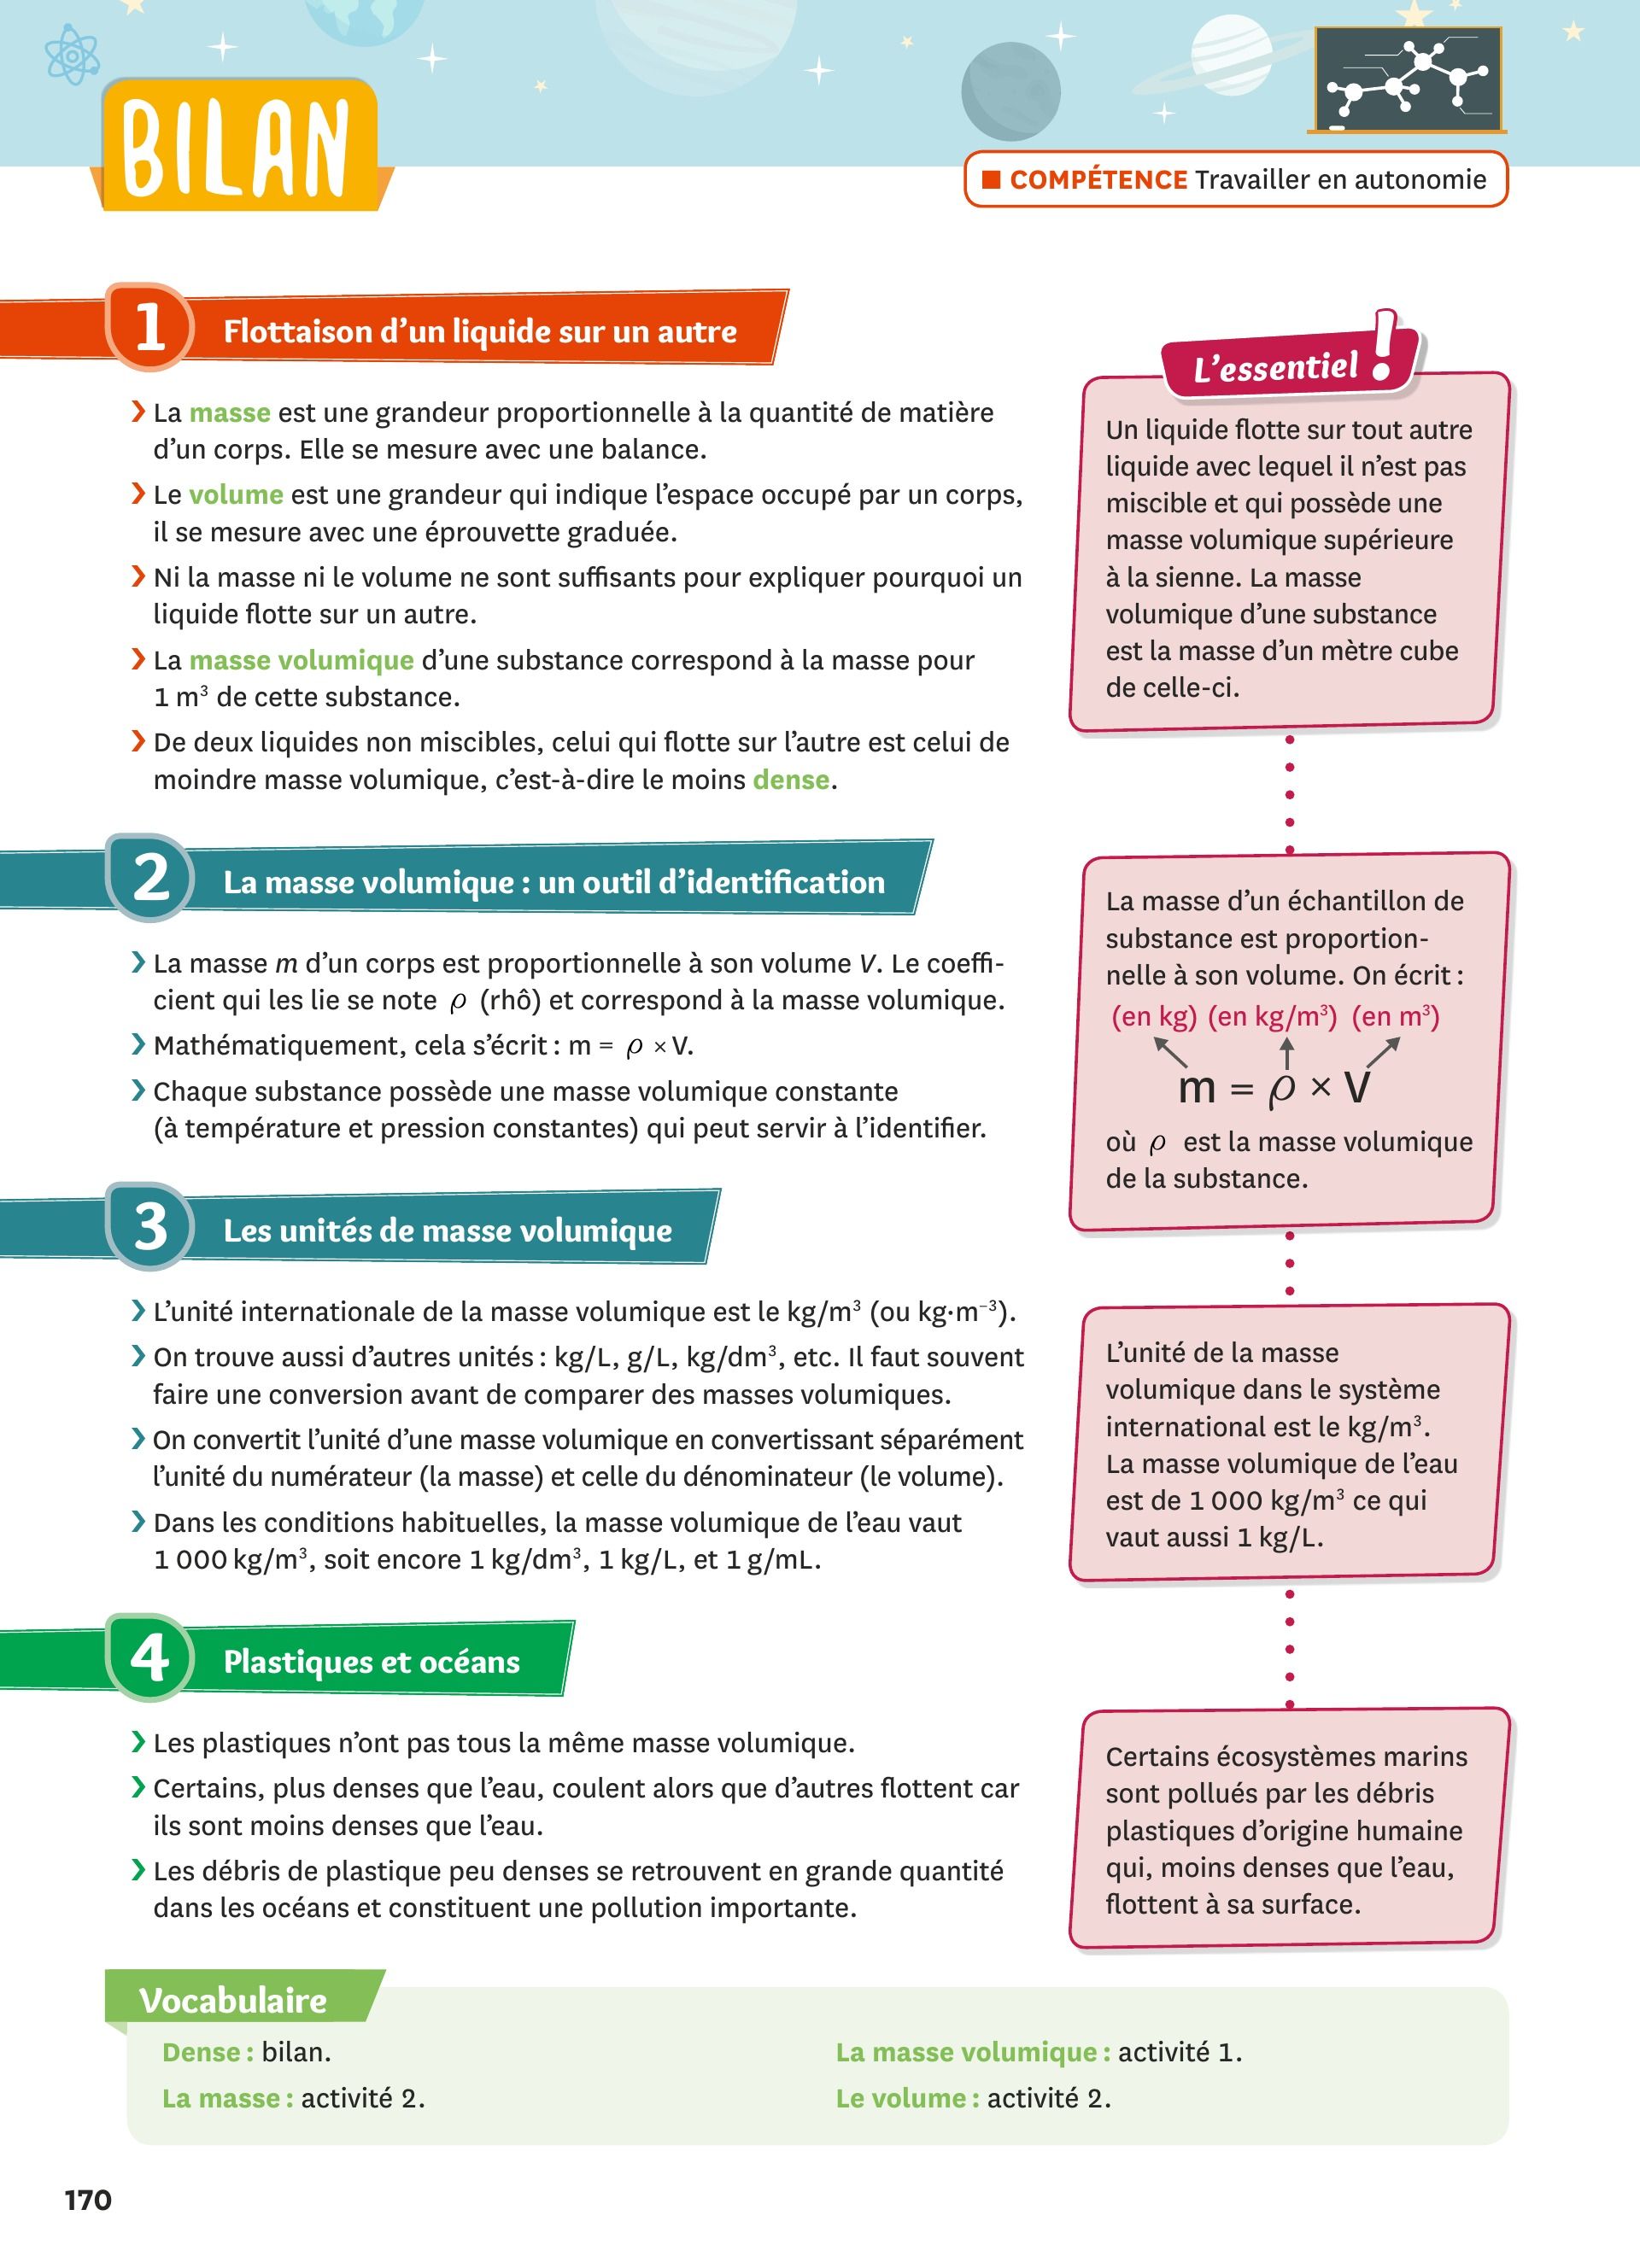 BILAN
■ COMPÉTENCE Travailler en autonomie
1 Flottaison d’un liquide sur un autre
❯ La masse est une grandeur proportionnelle à la quantité de matière
d’un corps. Elle se mesure avec une balance.
❯ Le volume est une grandeur qui indique l’espace occupé par un corps,
il se mesure avec une éprouvette graduée.
❯ Ni la masse ni le volume ne sont suffisants pour expliquer pourquoi un
liquide flotte sur un autre.
❯ La masse volumique d’une substance correspond à la masse pour
1 m³ de cette substance.
❯ De deux liquides non miscibles, celui qui flotte sur l’autre est celui de
moindre masse volumique, c’est-à-dire le moins dense.
L’essentiel !
Un liquide flotte sur tout autre
liquide avec lequel il n’est pas
miscible et qui possède une
masse volumique supérieure
à la sienne. La masse
volumique d’une substance
est la masse d’un mètre cube
de celle-ci.
2 La masse volumique : un outil d’identification
❯ La masse m d’un corps est proportionnelle à son volume V. Le coeffi-
cient qui les lie se note ρ (rhô) et correspond à la masse volumique.
❯ Mathématiquement, cela s’écrit : m = ρ × V.
❯ Chaque substance possède une masse volumique constante
(à température et pression constantes) qui peut servir à l’identifier.
La masse d’un échantillon de
substance est proportion-
nelle à son volume. On écrit :
(en kg) (en kg/m³) (en m³)
m = ρ × V
où ρ est la masse volumique
de la substance.
3 Les unités de masse volumique
❯ L’unité internationale de la masse volumique est le kg/m³ (ou kg·m⁻³).
❯ On trouve aussi d’autres unités : kg/L, g/L, kg/dm³, etc. Il faut souvent
faire une conversion avant de comparer des masses volumiques.
❯ On convertit l’unité d’une masse volumique en convertissant séparément
l’unité du numérateur (la masse) et celle du dénominateur (le volume).
❯ Dans les conditions habituelles, la masse volumique de l’eau vaut
1 000 kg/m³, soit encore 1 kg/dm³, 1 kg/L, et 1 g/mL.
L’unité de la masse
volumique dans le système
international est le kg/m³.
La masse volumique de l’eau
est de 1 000 kg/m³ ce qui
vaut aussi 1 kg/L.
4 Plastiques et océans
❯ Les plastiques n’ont pas tous la même masse volumique.
❯ Certains, plus denses que l’eau, coulent alors que d’autres flottent car
ils sont moins denses que l’eau.
❯ Les débris de plastique peu denses se retrouvent en grande quantité
dans les océans et constituent une pollution importante.
Certains écosystèmes marins
sont pollués par les débris
plastiques d’origine humaine
qui, moins denses que l’eau,
flottent à sa surface.
Vocabulaire
Dense : bilan.
La masse : activité 2.
La masse volumique : activité 1.
Le volume : activité 2.
170